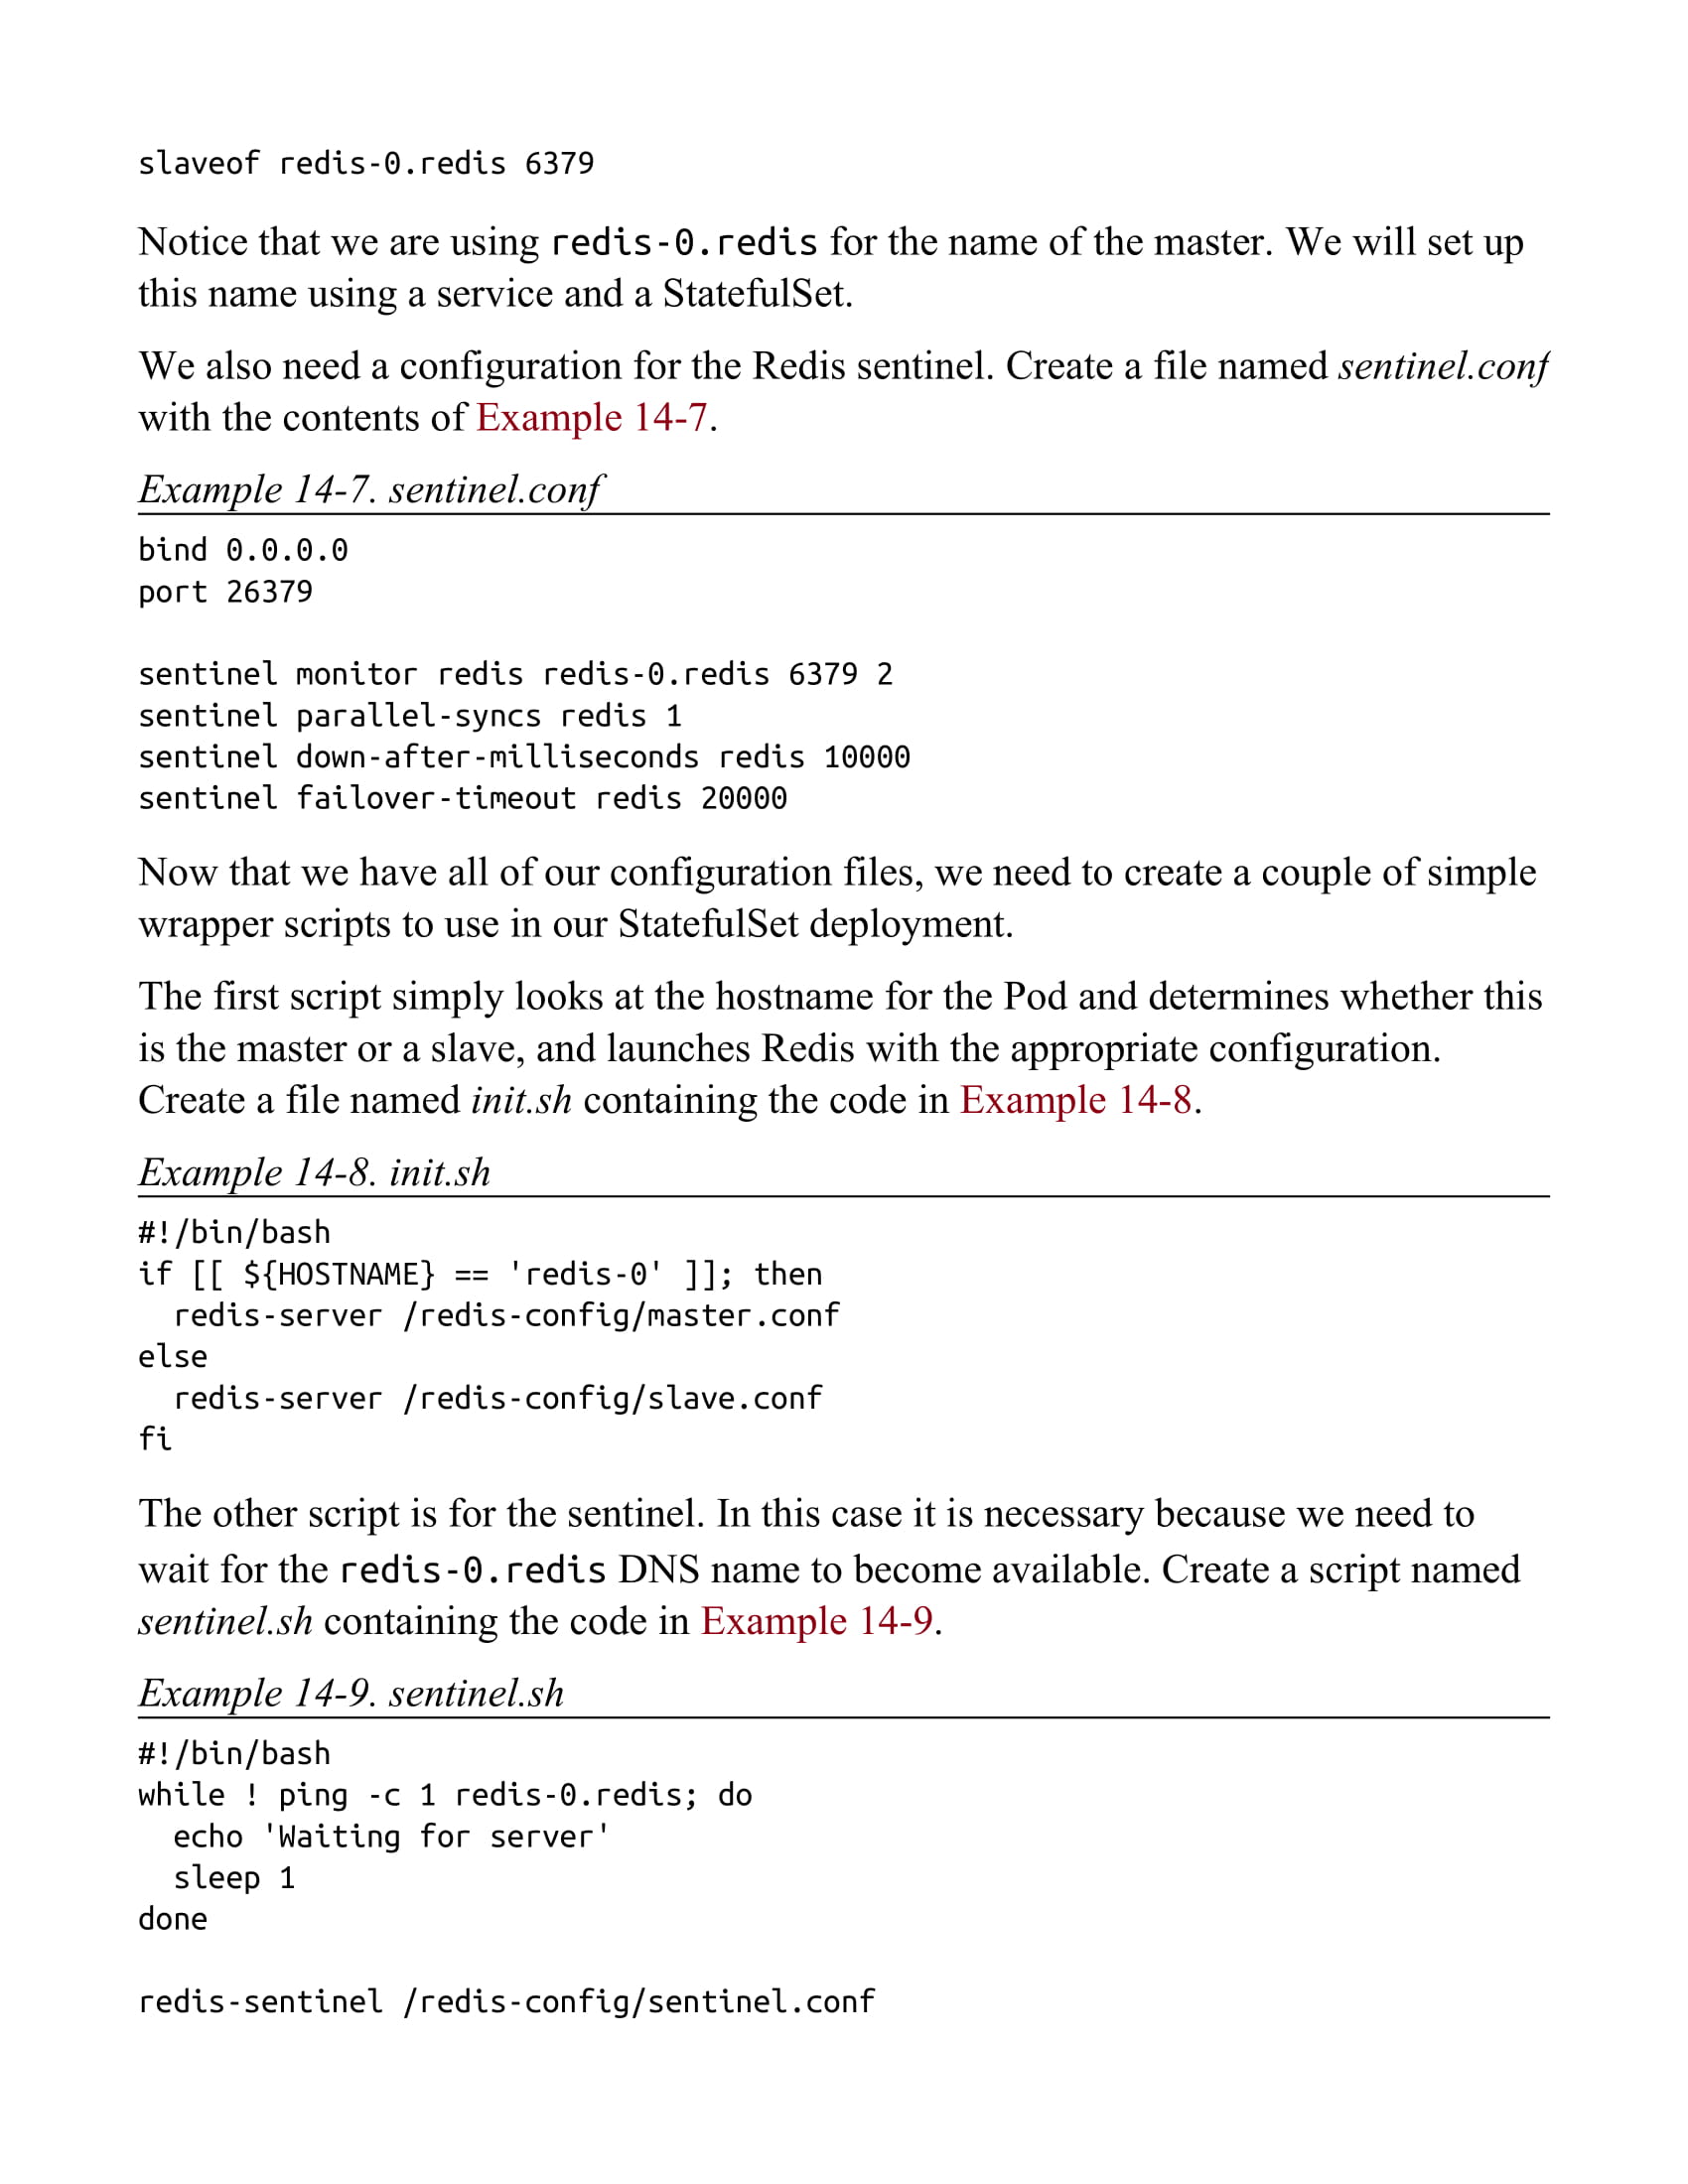 slaveof redis-0.redis 6379
Notice that we are using redis-0.redis for the name of the master. We will set up
this name using a service and a StatefulSet.
We also need a configuration for the Redis sentinel. Create a file named sentinel.conf
with the contents of Example 14-7.
Example 14-7. sentinel.conf
bind 0.0.0.0
port 26379
sentinel monitor redis redis-0.redis 6379 2
sentinel parallel-syncs redis 1
sentinel down-after-milliseconds redis 10000
sentinel failover-timeout redis 20000
Now that we have all of our configuration files, we need to create a couple of simple
wrapper scripts to use in our StatefulSet deployment.
The first script simply looks at the hostname for the Pod and determines whether this
is the master or a slave, and launches Redis with the appropriate configuration.
Create a file named init.sh containing the code in Example 14-8.
Example 14-8. init.sh
#!/bin/bash
if [[ ${HOSTNAME} == 'redis-0' ]]; then
  redis-server /redis-config/master.conf
else
  redis-server /redis-config/slave.conf
fi
The other script is for the sentinel. In this case it is necessary because we need to
wait for the redis-0.redis DNS name to become available. Create a script named
sentinel.sh containing the code in Example 14-9.
Example 14-9. sentinel.sh
#!/bin/bash
while ! ping -c 1 redis-0.redis; do
  echo 'Waiting for server'
  sleep 1
done
redis-sentinel /redis-config/sentinel.conf